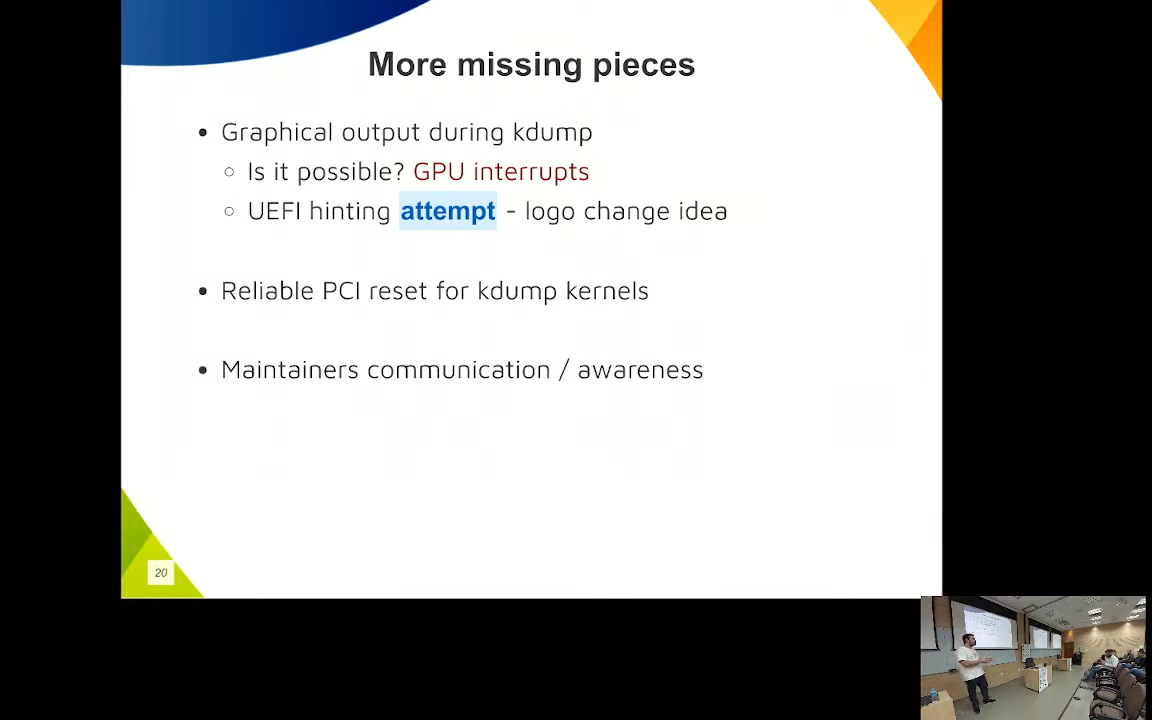 More missing pieces
• Graphical output during kdump
○ Is it possible? GPU interrupts
○ UEFI hinting attempt - logo change idea
• Reliable PCI reset for kdump kernels
• Maintainers communication / awareness
20